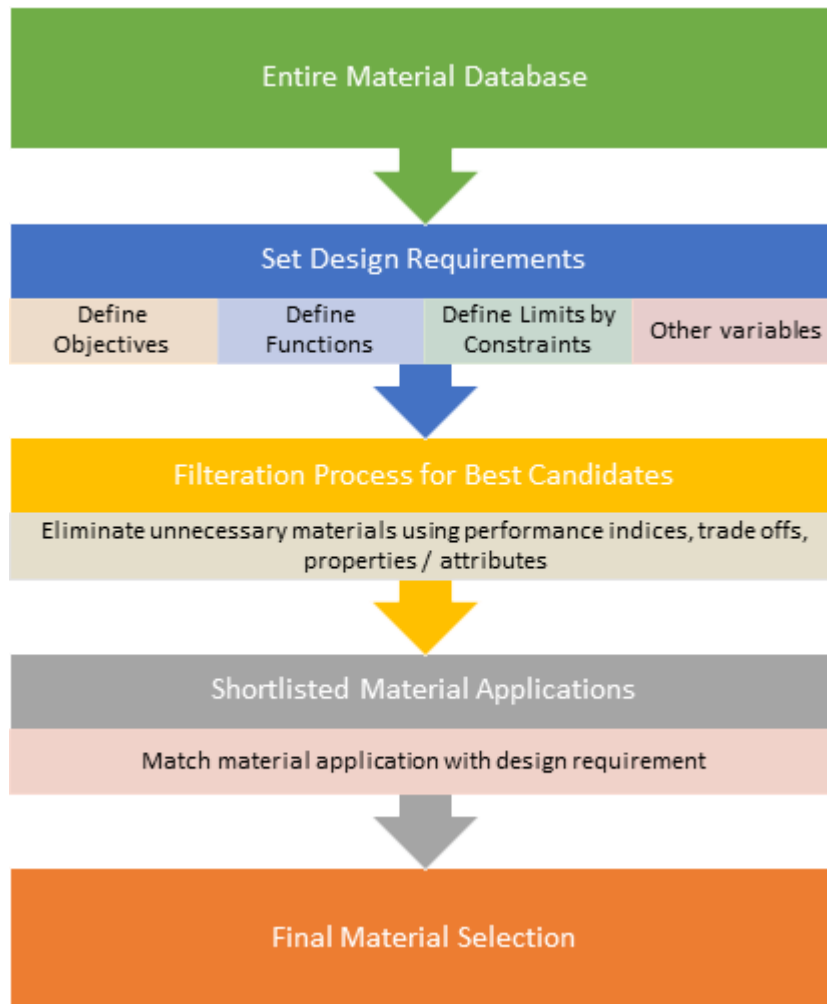 Entire Material Database
Set Design Requirements
Define
Objectives
Define
Functions
Define Limits by
Constraints
Other variables
Filteration Process for Best Candidates
Eliminate unnecessary materials using performance indices, trade offs,
properties / attributes
Shortlisted Material Applications
Match material application with design requirement
Final Material Selection